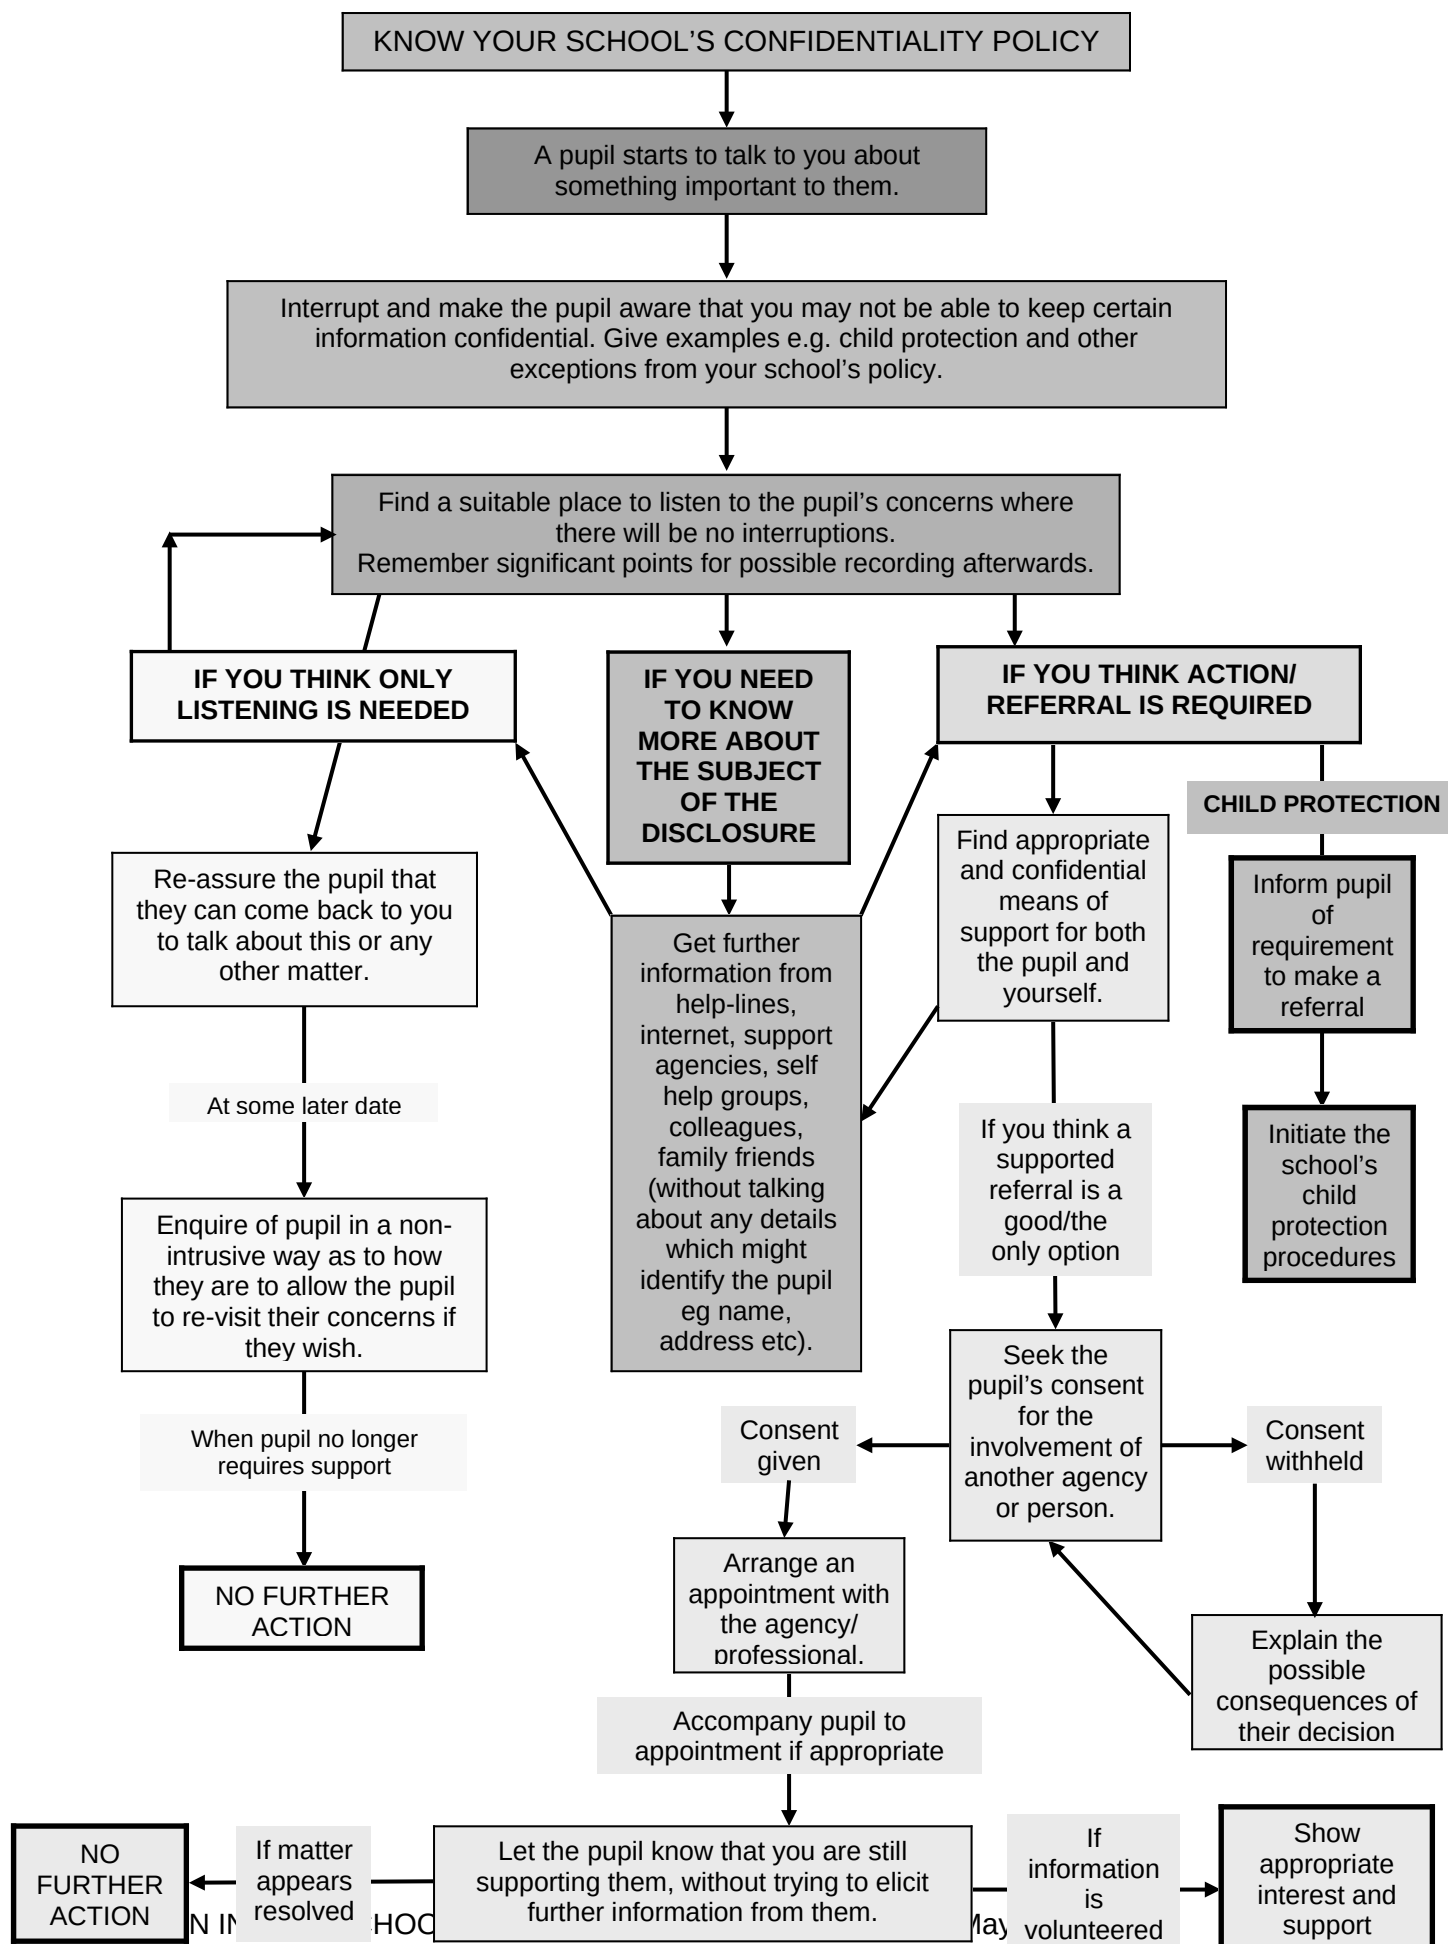 KNOW YOUR SCHOOL’S CONFIDENTIALITY POLICY
A pupil starts to talk to you about
something important to them.
Interrupt and make the pupil aware that you may not be able to keep certain
information confidential. Give examples e.g. child protection and other
exceptions from your school’s policy.
Find a suitable place to listen to the pupil’s concerns where
there will be no interruptions.
Remember significant points for possible recording afterwards.
IF YOU THINK ONLY
LISTENING IS NEEDED
IF YOU NEED
TO KNOW
MORE ABOUT
THE SUBJECT
OF THE
DISCLOSURE
IF YOU THINK ACTION/
REFERRAL IS REQUIRED
CHILD PROTECTION
Re-assure the pupil that
they can come back to you
to talk about this or any
other matter.
At some later date
Enquire of pupil in a non-
intrusive way as to how
they are to allow the pupil
to re-visit their concerns if
they wish.
When pupil no longer
requires support
NO FURTHER
ACTION
Get further
information from
help-lines,
internet, support
agencies, self
help groups,
colleagues,
family friends
(without talking
about any details
which might
identify the pupil
eg name,
address etc).
Find appropriate
and confidential
means of
support for both
the pupil and
yourself.
Inform pupil
of
requirement
to make a
referral
Initiate the
school’s
child
protection
procedures
If you think a
supported
referral is a
good/the
only option
Seek the
pupil’s consent
for the
involvement of
another agency
or person.
Consent
given
Consent
withheld
Arrange an
appointment with
the agency/
professional.
Explain the
possible
consequences of
their decision
Accompany pupil to
appointment if appropriate
Let the pupil know that you are still
supporting them, without trying to elicit
further information from them.
If matter
appears
resolved
NO
FURTHER
ACTION
If
information
is
volunteered
Show
appropriate
interest and
support